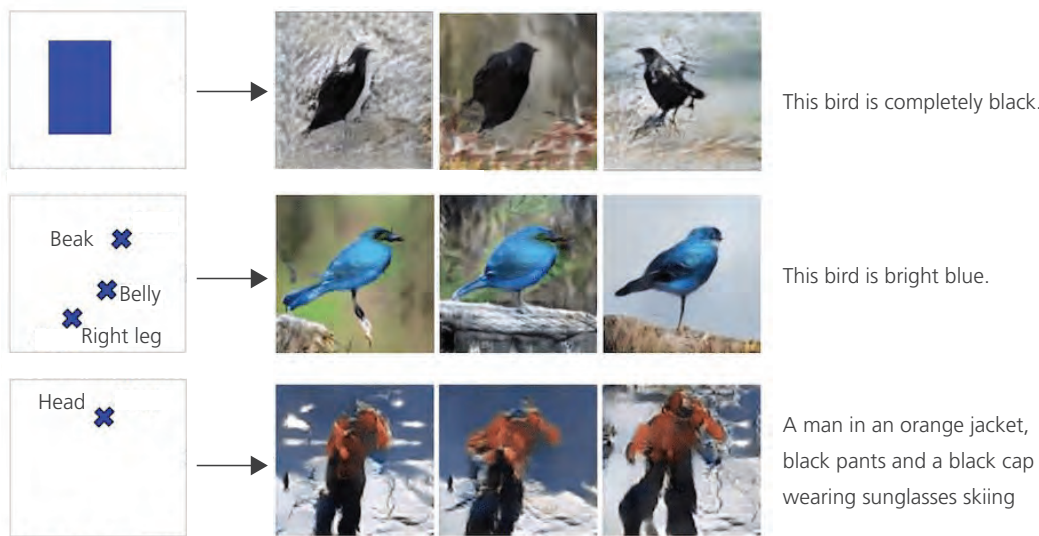 This bird is completely black.
Beak
Belly
Right leg
This bird is bright blue.
Head
A man in an orange jacket,
black pants and a black cap
wearing sunglasses skiing